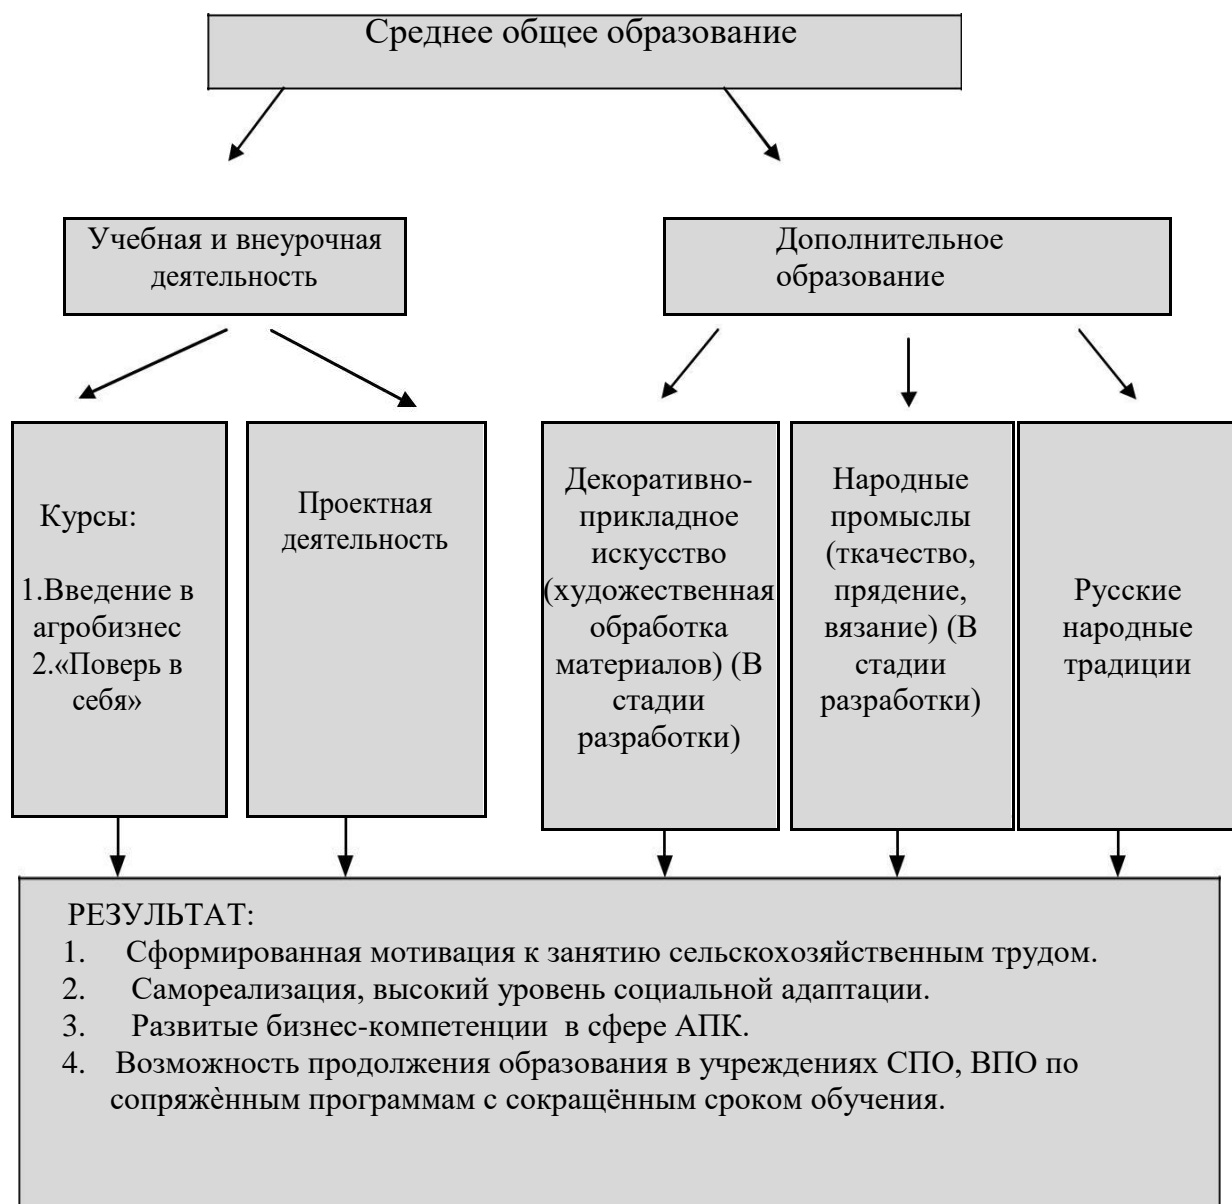 Среднее общее образование
Учебная и внеурочная
деятельность
Дополнительное
образование
Курсы:
1.Введение в
агробизнес
2.«Поверь в
себя»
Проектная
деятельность
Декоративно-
прикладное
искусство
(художественная
обработка
материалов) (В
стадии
разработки)
Народные
промыслы
(ткачество,
прядение,
вязание) (В
стадии
разработки)
Русские
народные
традиции
РЕЗУЛЬТАТ:
1. Сформированная мотивация к занятию сельскохозяйственным трудом.
2. Самореализация, высокий уровень социальной адаптации.
3. Развитые бизнес-компетенции в сфере АПК.
4. Возможность продолжения образования в учреждениях СПО, ВПО по
сопряжѐнным программам с сокращённым сроком обучения.